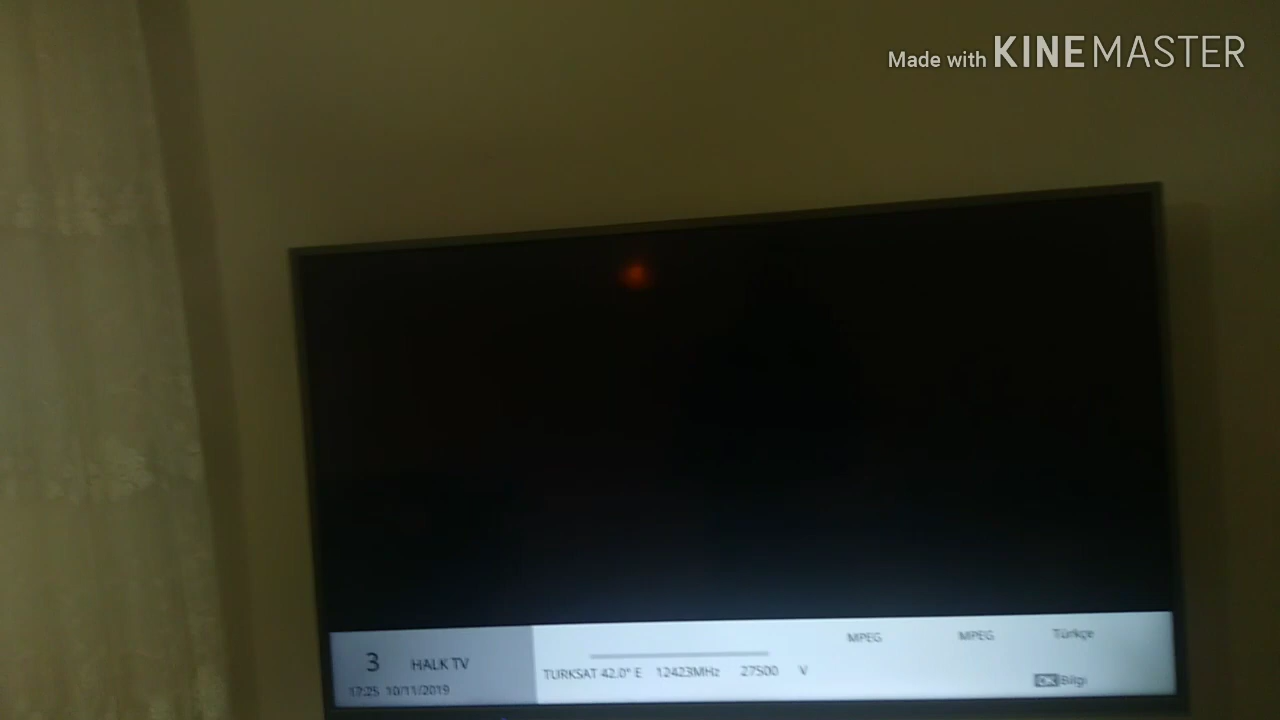 Made with KINEMASTER
3 HALK TV
17:25 10/11/2019
TURKSAT 42.0° E 12423MHz 27500 V
MPEG MPEG Türkçe
OK Bilgi